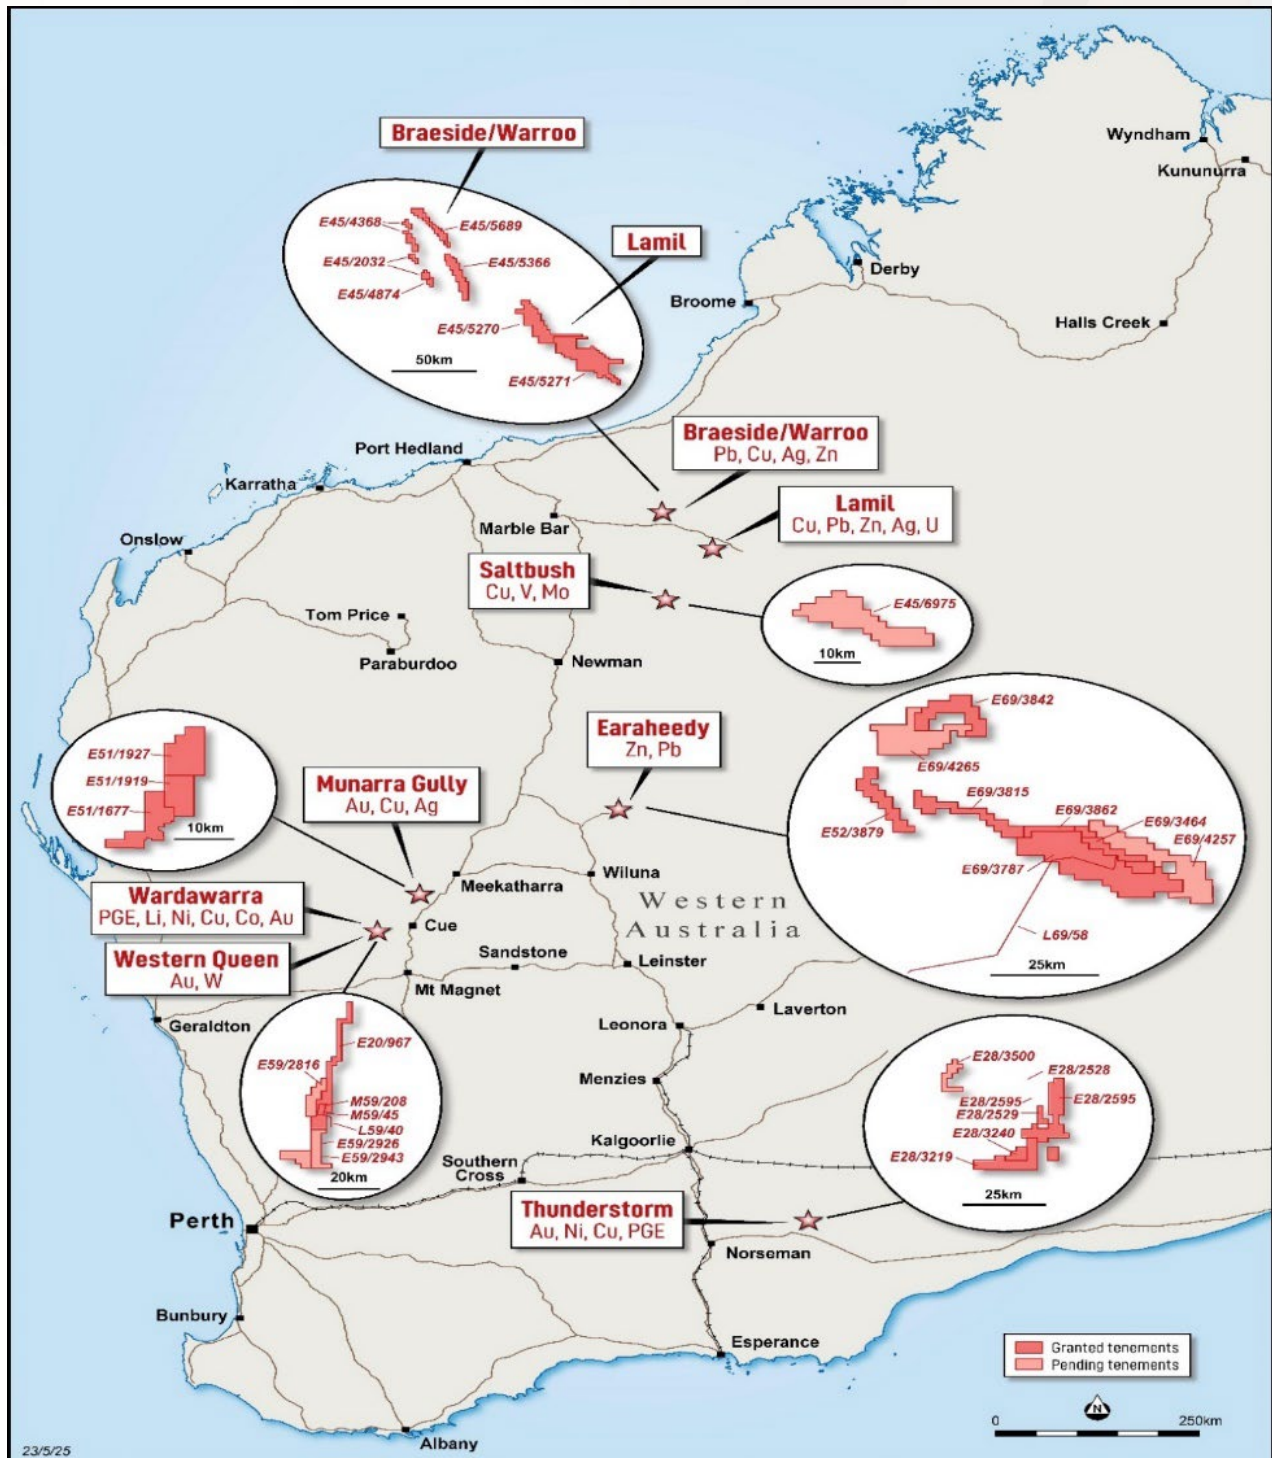 Braeside/Warroo
E45/4368
E45/5689
E45/2032
E45/5366
E45/4874
Lamil
E45/5270
E45/5271
50km
Wyndham
Kununurra
Derby
Broome
Halls Creek
Port Hedland
Karratha
Onslow
Marble Bar
Braeside/Warroo
Pb, Cu, Ag, Zn
Lamil
Cu, Pb, Zn, Ag, U
Saltbush
Cu, V, Mo
E45/6975
10km
Tom Price
Paraburdoo
Newman
Earaheedy
Zn, Pb
E69/3842
E69/4265
E69/3815
E52/3879
E69/3862
E69/3464
E69/4257
E69/3787
L69/58
25km
E51/1927
E51/1919
E51/1677
10km
Munarra Gully
Au, Cu, Ag
Meekatharra
Wiluna
Wardawarra
PGE, Li, Ni, Cu, Co, Au
Western Queen
Au, W
Cue
Western
Australia
Sandstone
Leinster
Mt Magnet
Geraldton
Laverton
Leonora
Menzies
E20/967
E59/2816
M59/208
M59/45
L59/40
E59/2926
E59/2943
20km
E28/3500
E28/2528
E28/2595
E28/2595
E28/2529
E28/3240
E28/3219
25km
Kalgoorlie
Southern
Cross
Thunderstorm
Au, Ni, Cu, PGE
Perth
Norseman
Bunbury
Esperance
Albany
Granted tenements
Pending tenements
N
0 250km
23/5/25